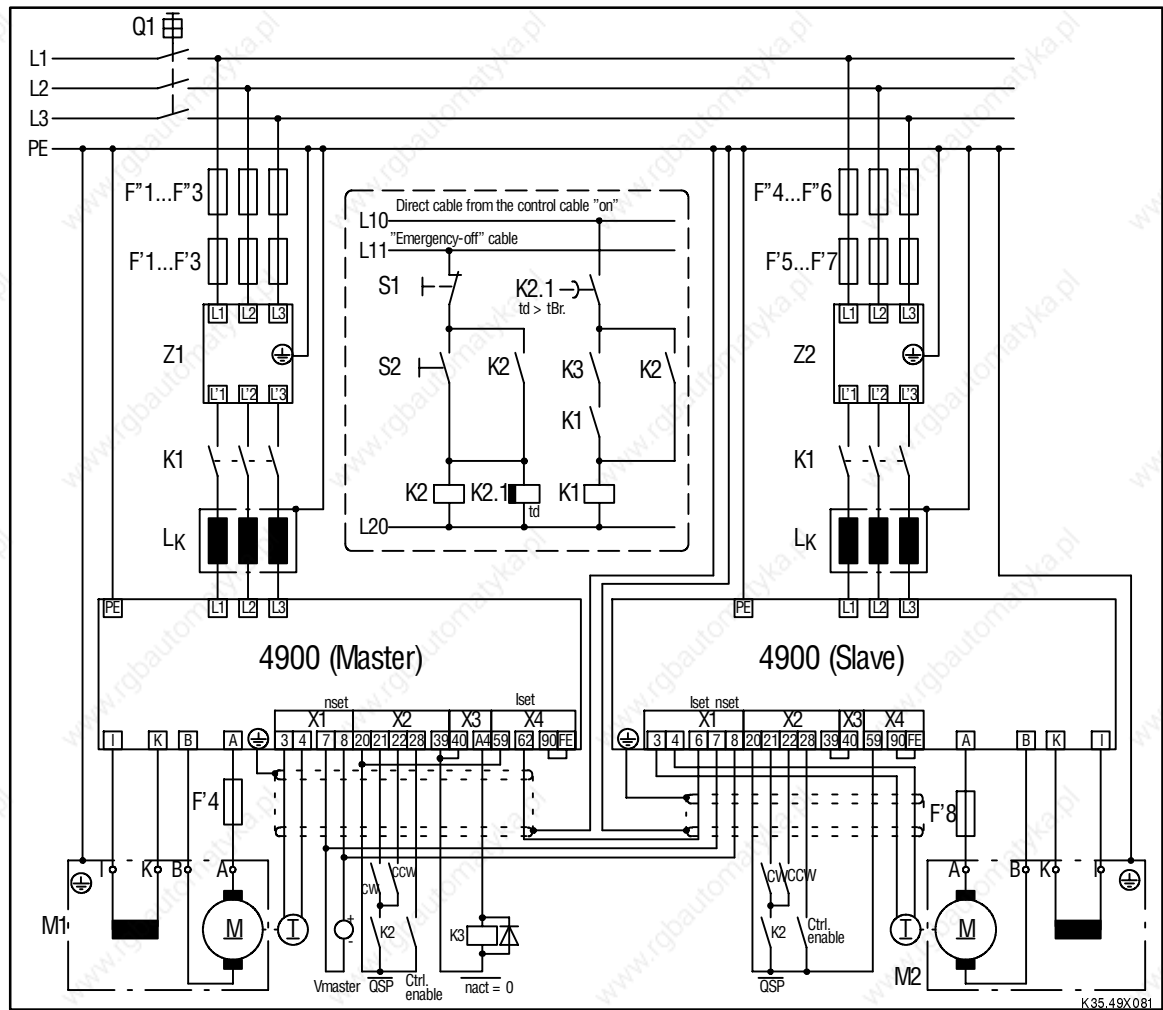 Q1
L1
L2
L3
PE
F"1...F"3
F"4...F"6
Direct cable from the control cable "on"
L10
"Emergency-off" cable
L11
F'1...F'3
F'5...F'7
S1
K2.1
td > tBr.
L1 L2 L3
L1 L2 L3
Z1
Z2
S2
K2
K3
K2
L'1 L'2 L'3
L'1 L'2 L'3
K1
K1
K1
K2
K2.1
td
K1
LK
LK
L20
PE L1 L2 L3
PE L1 L2 L3
4900 (Master)
4900 (Slave)
nset
Iset
Iset nset
X1 X2 X3 X4
X1 X2 X3 X4
I K B A 3 4 7 8 20 21 22 28 39 40 A4 59 62 90 FE
3 4 6 7 8 20 21 22 28 39 40 59 90 FE A B K I
F'4
F'8
I K B A
A B K I
CW CCW
CW CCW
M1
M
T
K2
K3
K2
Ctrl.
enable
T
M
M2
+
-
Vmaster
QSP
Ctrl.
enable
nact = 0
QSP
K35.49X081
www.rgbautomatyka.pl